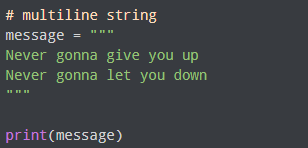 # multiline string
message = """
Never gonna give you up
Never gonna let you down
"""
print(message)